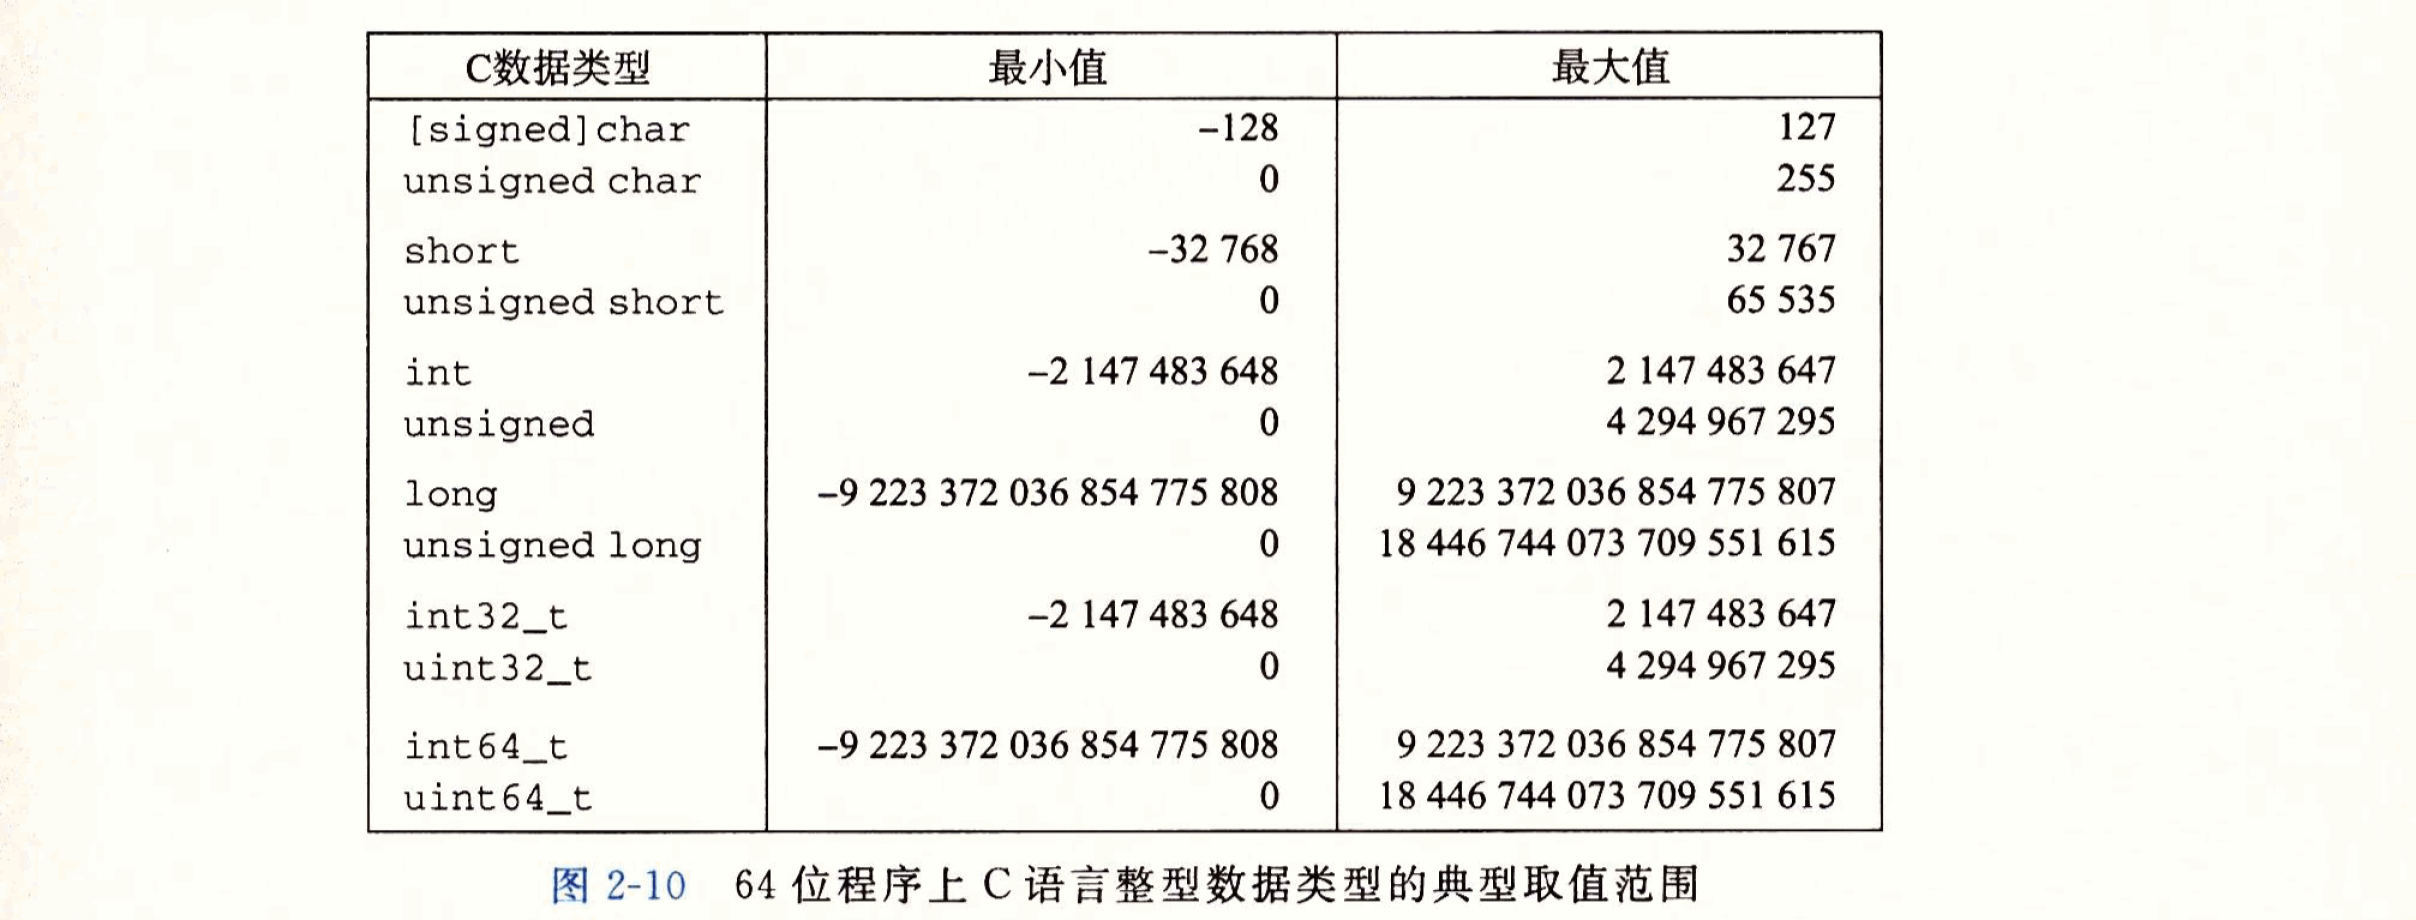 C数据类型 最小值 最大值
[signed]char −128 127
unsigned char 0 255
short −32 768 32 767
unsigned short 0 65 535
int −2 147 483 648 2 147 483 647
unsigned 0 4 294 967 295
long −9 223 372 036 854 775 808 9 223 372 036 854 775 807
unsigned long 0 18 446 744 073 709 551 615
int32_t −2 147 483 648 2 147 483 647
uint32_t 0 4 294 967 295
int64_t −9 223 372 036 854 775 808 9 223 372 036 854 775 807
uint64_t 0 18 446 744 073 709 551 615
图 2-10 64 位程序上 C 语言整型数据类型的典型取值范围